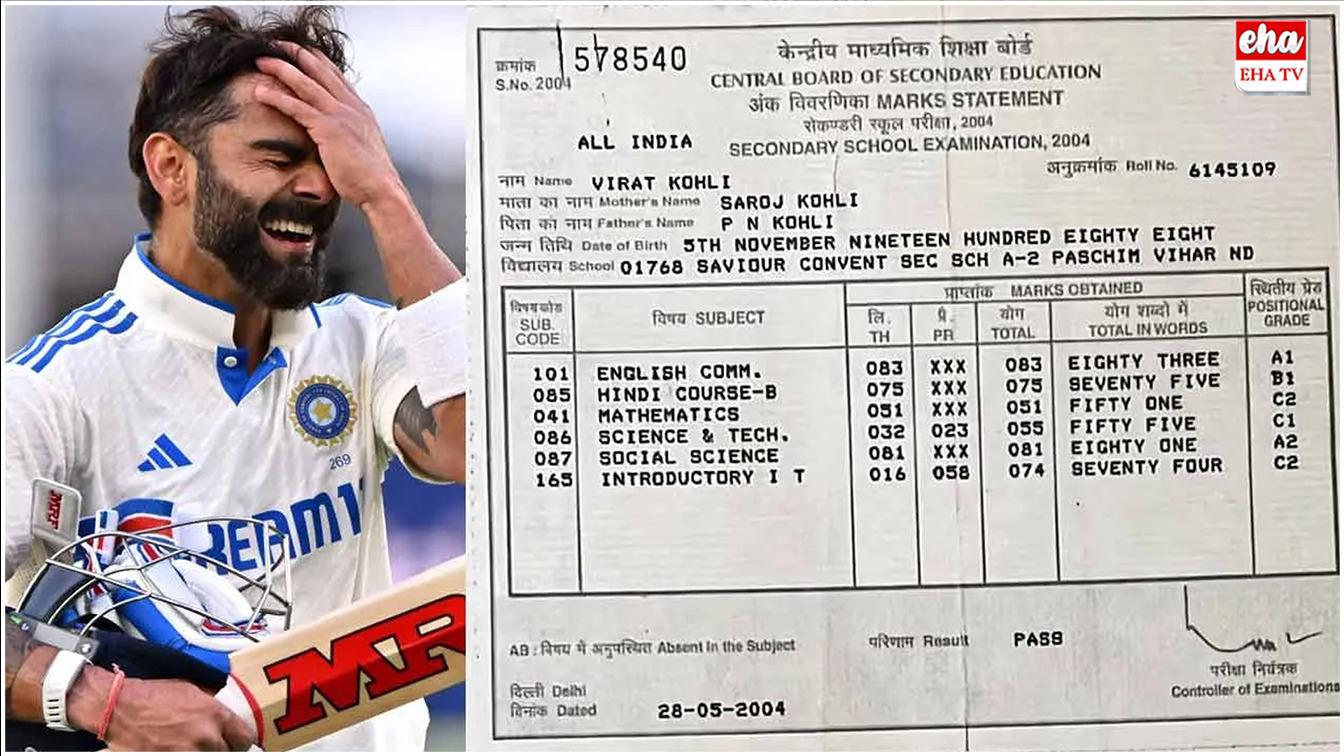 eha
EHA TV
269
DREAM11
MRF
MRF
क्रमांक
S.No. 2004
578540
केन्द्रीय माध्यमिक शिक्षा बोर्ड
CENTRAL BOARD OF SECONDARY EDUCATION
अंक विवरणिका MARKS STATEMENT
सेकण्डरी स्कूल परीक्षा, 2004
ALL INDIA SECONDARY SCHOOL EXAMINATION, 2004
अनुक्रमांक Roll No. 6145109
नाम Name VIRAT KOHLI
माता का नाम Mother's Name SAROJ KOHLI
पिता का नाम Father's Name P N KOHLI
जन्म तिथि Date of Birth 5TH NOVEMBER NINETEEN HUNDRED EIGHTY EIGHT
विद्यालय School 01768 SAVIOUR CONVENT SEC SCH A-2 PASCHIM VIHAR ND
विषय कोड SUB. CODE
विषय SUBJECT
प्राप्तांक MARKS OBTAINED
लि. TH
प्रै. PR
योग TOTAL
योग शब्दो में TOTAL IN WORDS
स्थितीय ग्रेड POSITIONAL GRADE
101 ENGLISH COMM. 083 XXX 083 EIGHTY THREE A1
085 HINDI COURSE-B 075 XXX 075 SEVENTY FIVE B1
041 MATHEMATICS 051 XXX 051 FIFTY ONE C2
086 SCIENCE & TECH. 032 023 055 FIFTY FIVE C1
087 SOCIAL SCIENCE 081 XXX 081 EIGHTY ONE A2
165 INTRODUCTORY I T 016 058 074 SEVENTY FOUR C2
AB : विषय में अनुपस्थित Absent in the Subject
परिणाम Result PASS
परीक्षा नियंत्रक
Controller of Examinations
दिल्ली Delhi
दिनांक Dated 28-05-2004